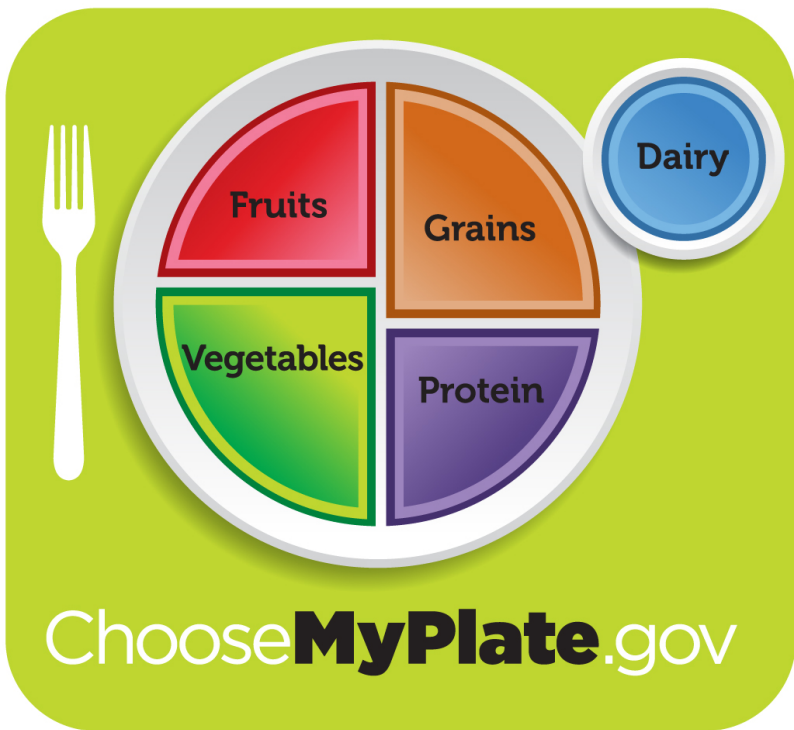 Fruits
Grains
Dairy
Vegetables
Protein
ChooseMyPlate.gov